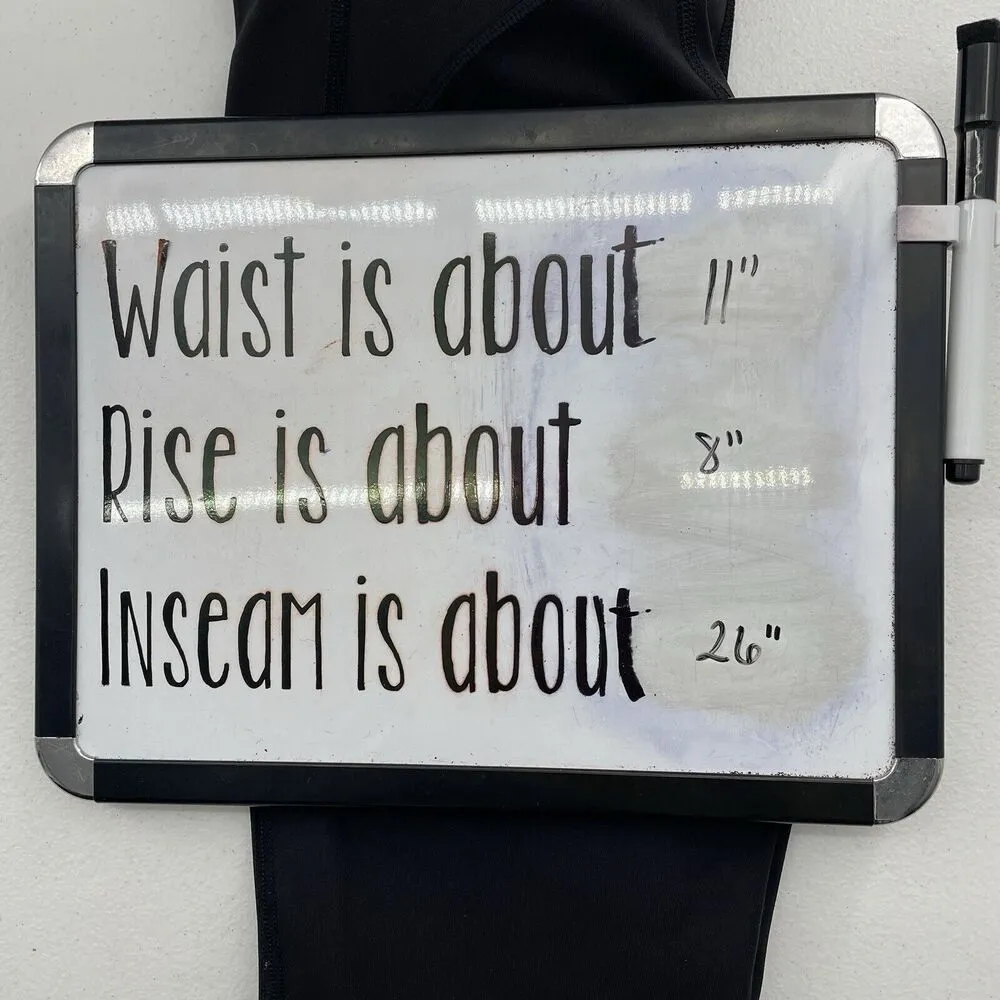 Waist is about 11"
Rise is about 8"
Inseam is about 26"